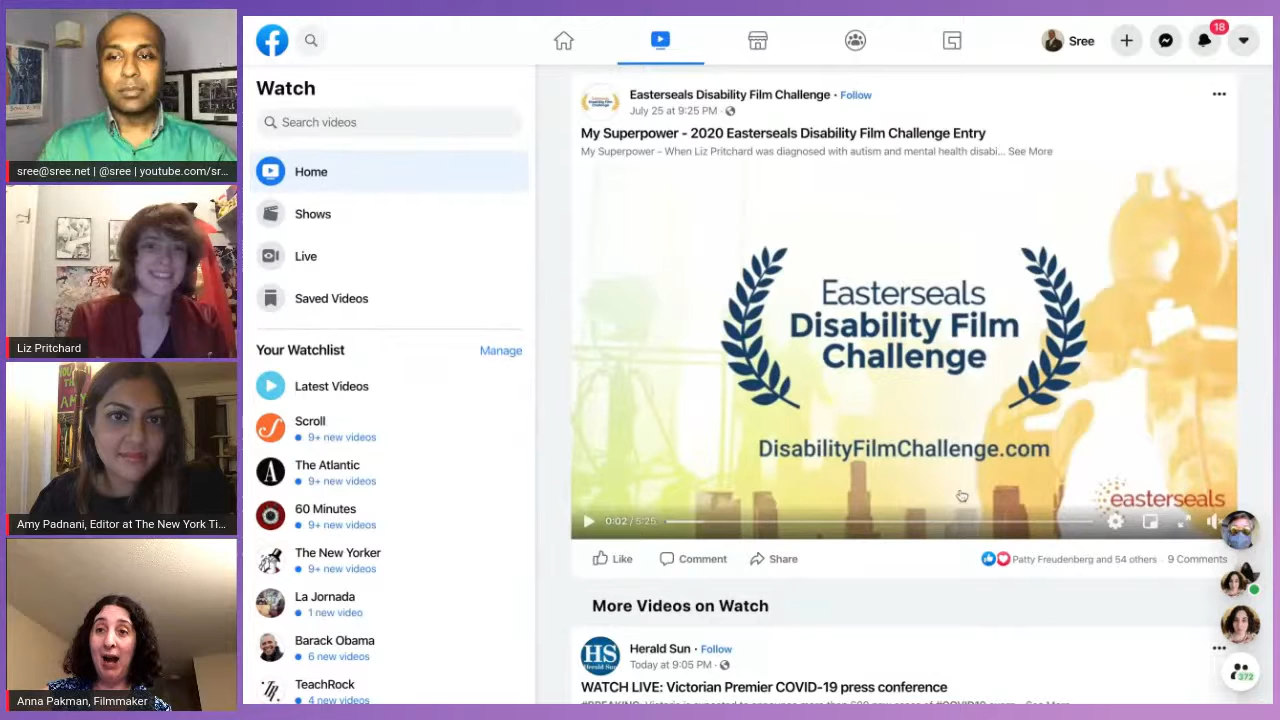 sree@sree.net | @sree | youtube.com/sr...
Liz Pritchard
Amy Padnani, Editor at The New York Ti...
Anna Pakman, Filmmaker
Sree
18
Watch
Search videos
Home
Shows
Live
Saved Videos
Your Watchlist
Manage
Latest Videos
Scroll
9+ new videos
The Atlantic
9+ new videos
60 Minutes
9+ new videos
The New Yorker
9+ new videos
La Jornada
1 new video
Barack Obama
6 new videos
TeachRock
4 new videos
Easterseals Disability Film Challenge · Follow
July 25 at 9:25 PM ·
My Superpower - 2020 Easterseals Disability Film Challenge Entry
My Superpower – When Liz Pritchard was diagnosed with autism and mental health disabi... See More
Easterseals
Disability Film
Challenge
DisabilityFilmChallenge.com
easterseals
0:02 / 5:25
Like
Comment
Share
Patty Freudenberg and 54 others · 9 Comments
More Videos on Watch
HS
Herald Sun
Herald Sun · Follow
Today at 9:05 PM ·
WATCH LIVE: Victorian Premier COVID-19 press conference
372